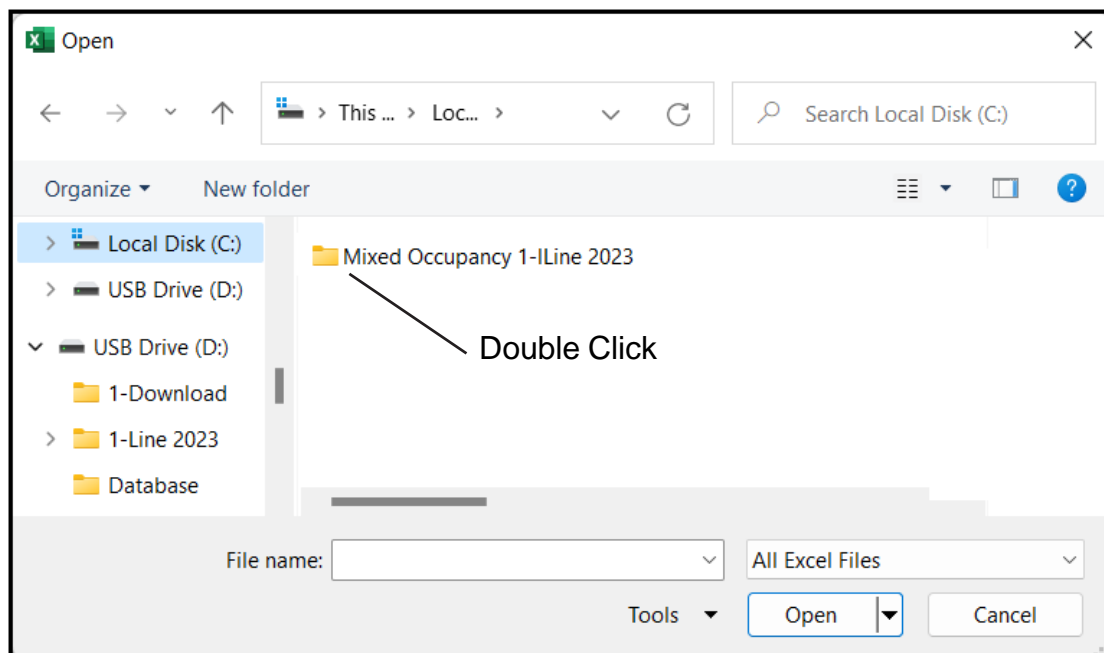 Open
This ... > Loc... >
Search Local Disk (C:)
Organize
New folder
?
Local Disk (C:)
Mixed Occupancy 1-ILine 2023
USB Drive (D:)
Double Click
USB Drive (D:)
1-Download
1-Line 2023
Database
File name:
All Excel Files
Tools
Open
Cancel